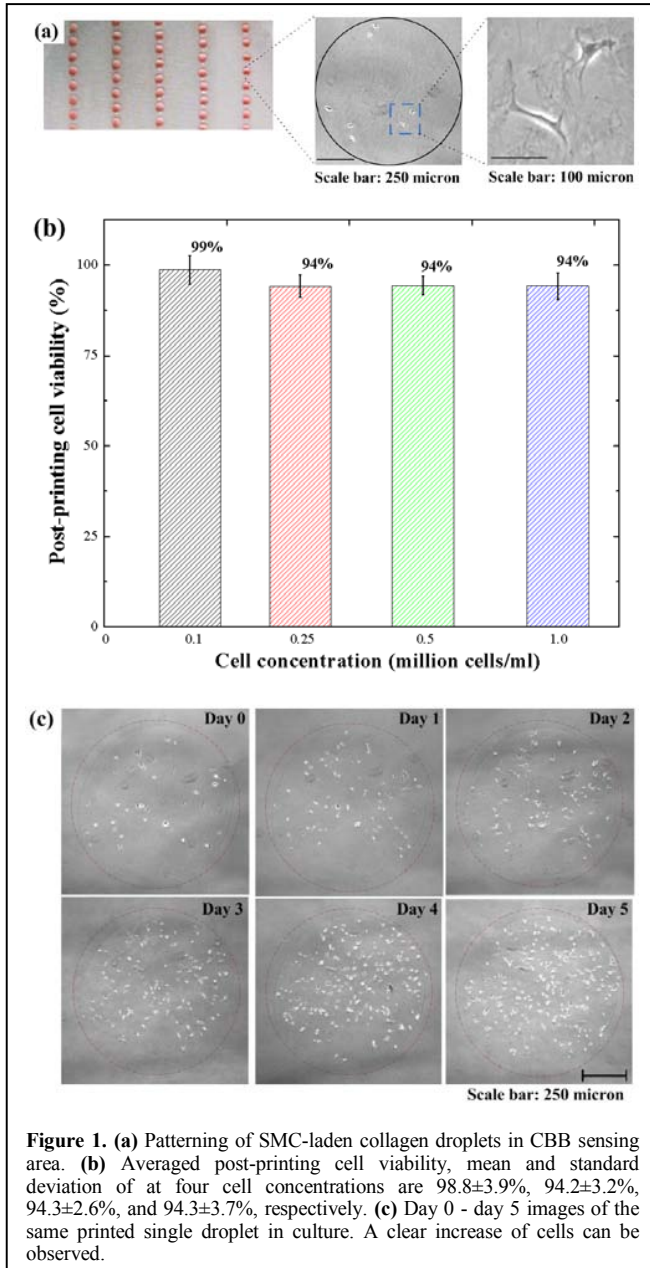 (a)
Scale bar: 250 micron
Scale bar: 100 micron
(b)
Post-printing cell viability (%)
100
75
50
25
0
99%
94%
94%
94%
0
0.1
0.25
0.5
1.0
Cell concentration (million cells/ml)
(c)
Day 0
Day 1
Day 2
Day 3
Day 4
Day 5
Scale bar: 250 micron
Figure 1. (a) Patterning of SMC-laden collagen droplets in CBB sensing
area. (b) Averaged post-printing cell viability, mean and standard
deviation of at four cell concentrations are 98.8±3.9%, 94.2±3.2%,
94.3±2.6%, and 94.3±3.7%, respectively. (c) Day 0 - day 5 images of the
same printed single droplet in culture. A clear increase of cells can be
observed.